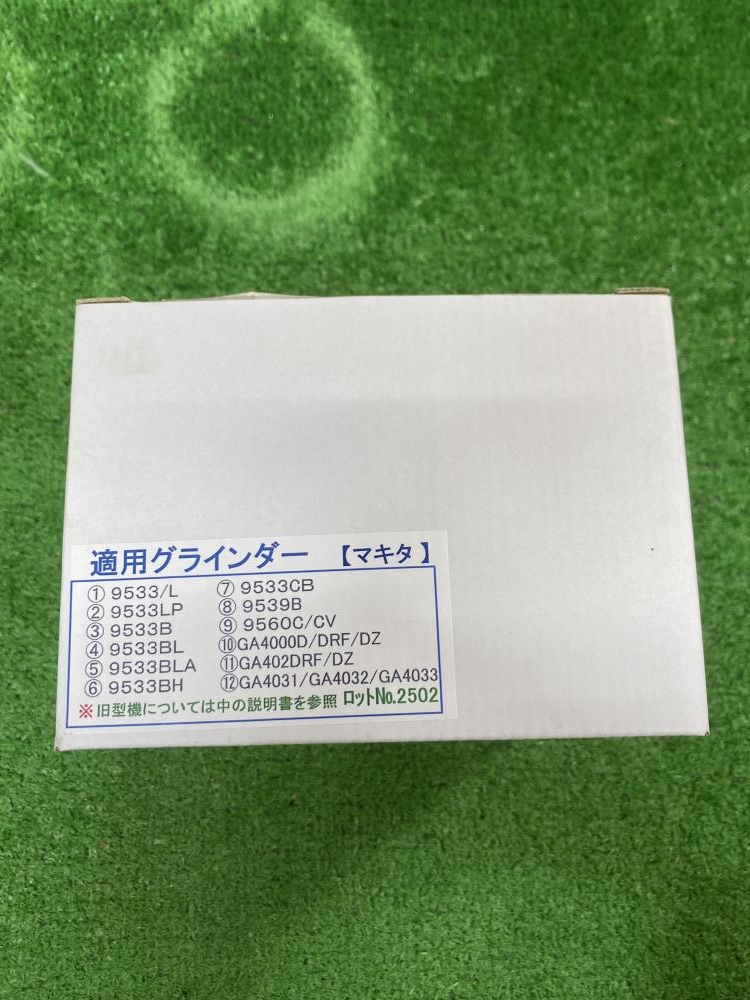 適用グラインダー 【マキタ】
① 9533/L
② 9533LP
③ 9533B
④ 9533BL
⑤ 9533BLA
⑥ 9533BH
⑦ 9533CB
⑧ 9539B
⑨ 9560C/CV
⑩GA4000D/DRF/DZ
⑪GA402DRF/DZ
⑫GA4031/GA4032/GA4033
※旧型機については中の説明書を参照 ロットNo.2502